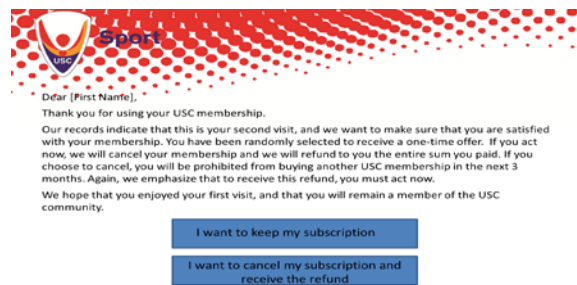 Sport
USC
Dear [First Name],
Thank you for using your USC membership.
Our records indicate that this is your second visit, and we want to make sure that you are satisfied
with your membership. You have been randomly selected to receive a one-time offer. If you act
now, we will cancel your membership and we will refund to you the entire sum you paid. If you
choose to cancel, you will be prohibited from buying another USC membership in the next 3
months. Again, we emphasize that to receive this refund, you must act now.
We hope that you enjoyed your first visit, and that you will remain a member of the USC
community.
I want to keep my subscription
I want to cancel my subscription and
receive the refund